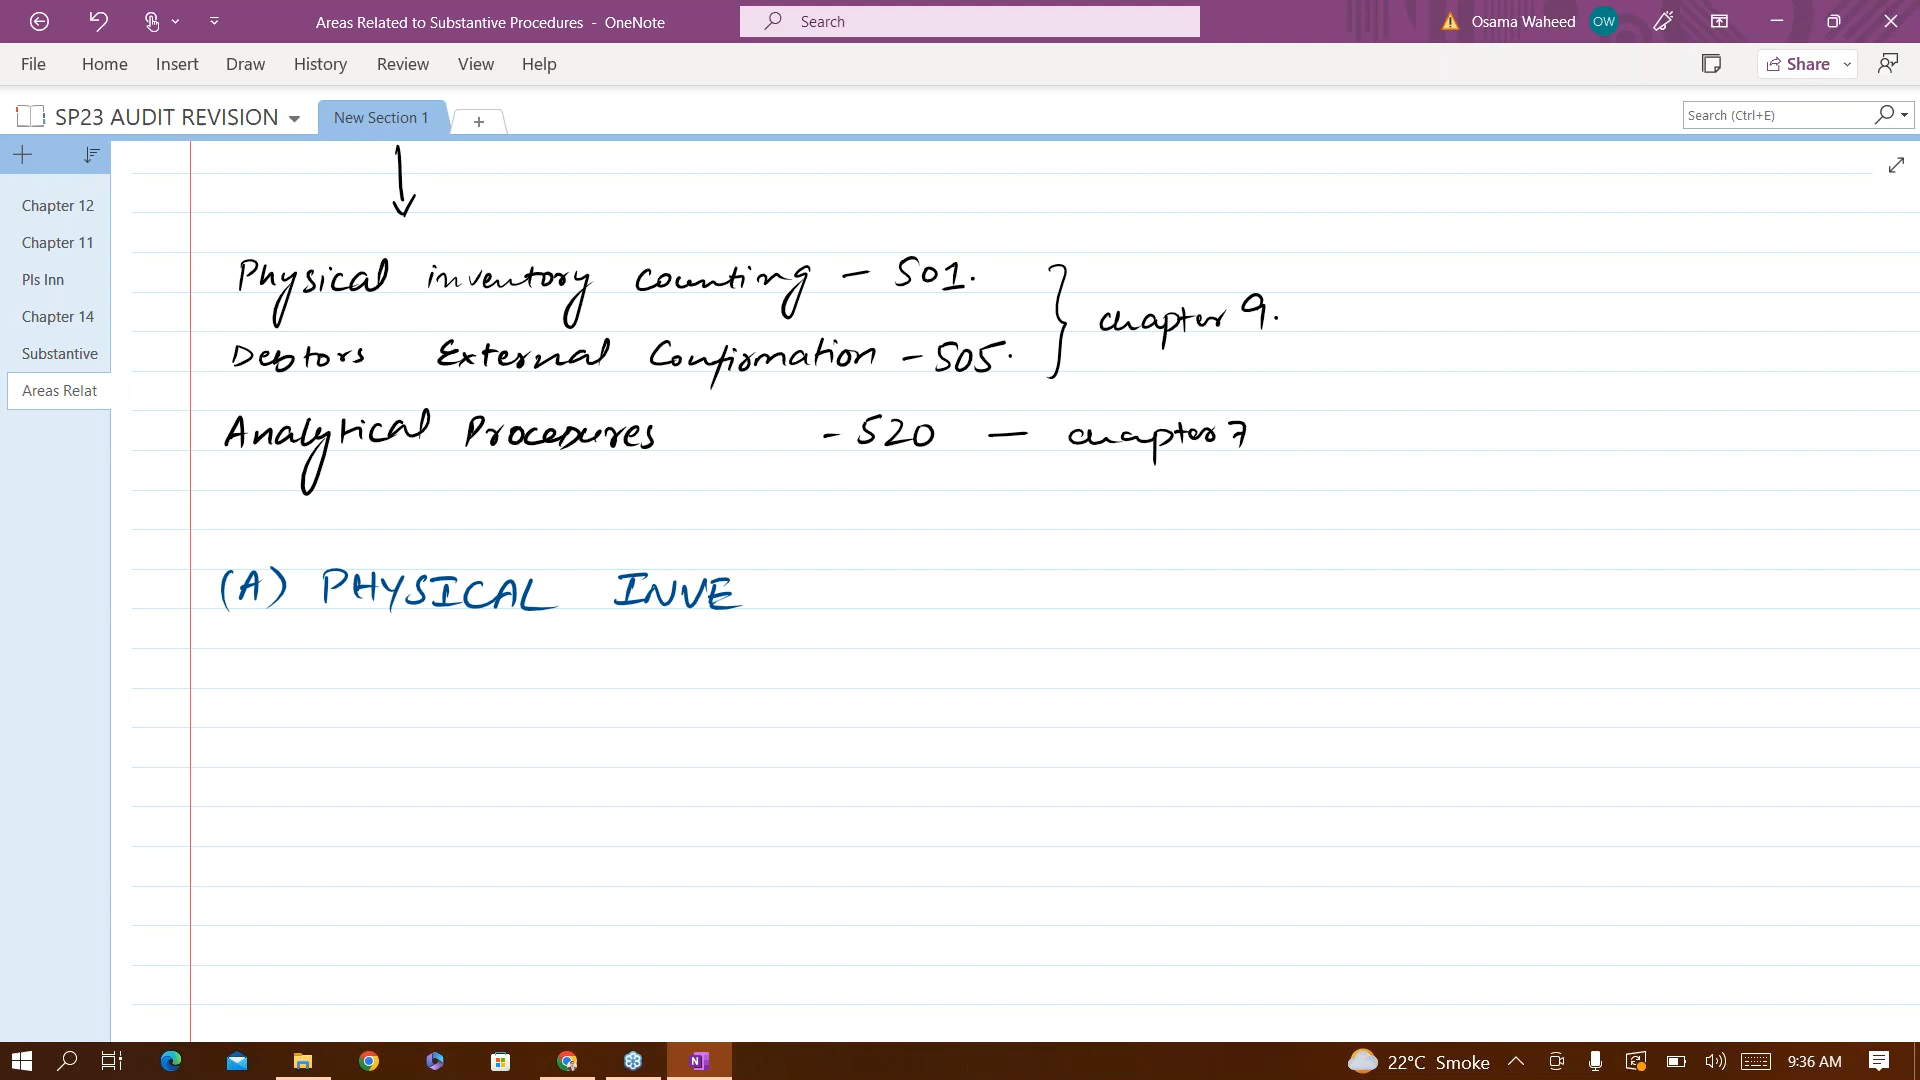 Areas Related to Substantive Procedures - OneNote
Search
Osama Waheed
OW
File Home Insert Draw History Review View Help
Share
SP23 AUDIT REVISION
New Section 1
Search (Ctrl+E)
Chapter 12
Chapter 11
Pls Inn
Chapter 14
Substantive
Areas Relat
Physical inventory counting - 501.
Debtors External Confirmation - 505.
chapter 9.
Analytical Procedures - 520 - chapter 7
(A) PHYSICAL INVE
22°C Smoke
9:36 AM